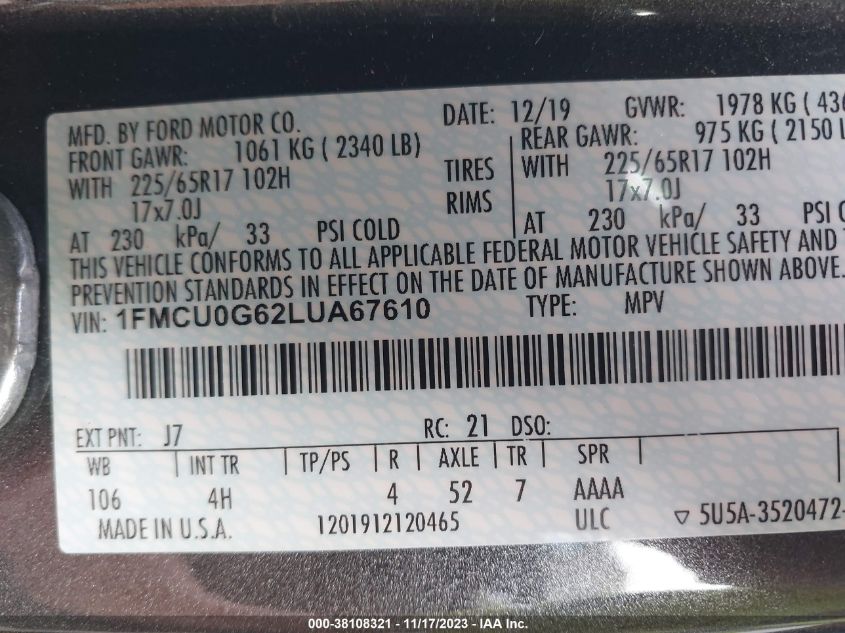 MFD. BY FORD MOTOR CO. DATE: 12/19 GVWR: 1978 KG (
FRONT GAWR: 1061 KG ( 2340 LB) REAR GAWR: 975 KG ( 2150
WITH 225/65R17 102H TIRES WITH 225/65R17 102H
17x7.0J RIMS 17x7.0J
AT 230 kPa/ 33 PSI COLD AT 230 kPa/ 33 PSI
THIS VEHICLE CONFORMS TO ALL APPLICABLE FEDERAL MOTOR VEHICLE SAFETY AND
PREVENTION STANDARDS IN EFFECT ON THE DATE OF MANUFACTURE SHOWN ABOVE.
VIN: 1FMCU0G62LUA67610 TYPE: MPV
EXT PNT: J7 RC: 21 DSO:
WB INT TR TP/PS R AXLE TR SPR
106 4H 4 52 7 AAAA
MADE IN U.S.A. 1201912120465 ULC ▽ 5U5A-3520472-
000-38108321 - 11/17/2023 - IAA Inc.